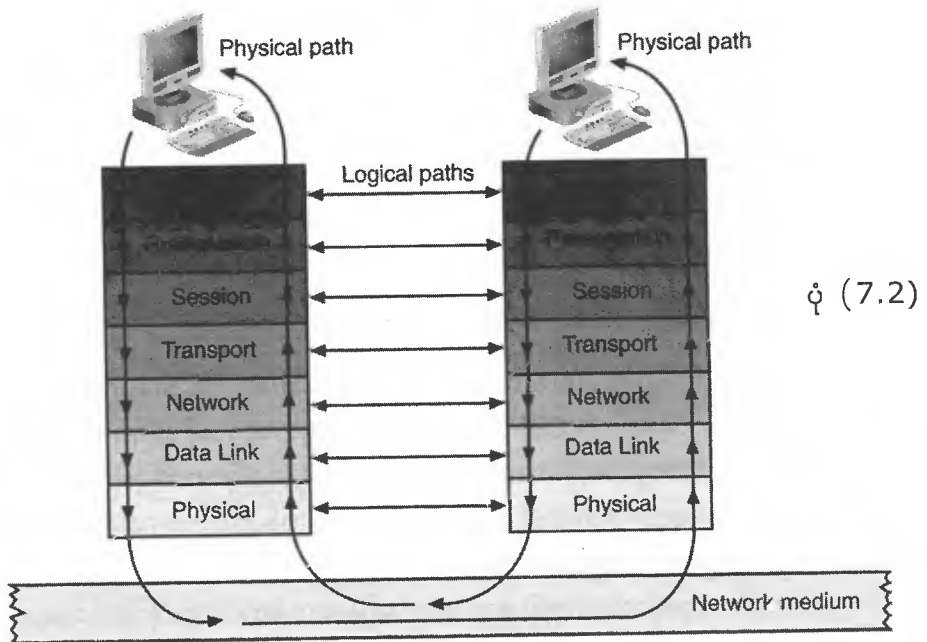 Physical path Physical path
Logical paths
Session Session
Transport Transport
Network Network
Data Link Data Link
Physical Physical
Network medium
(7.2)